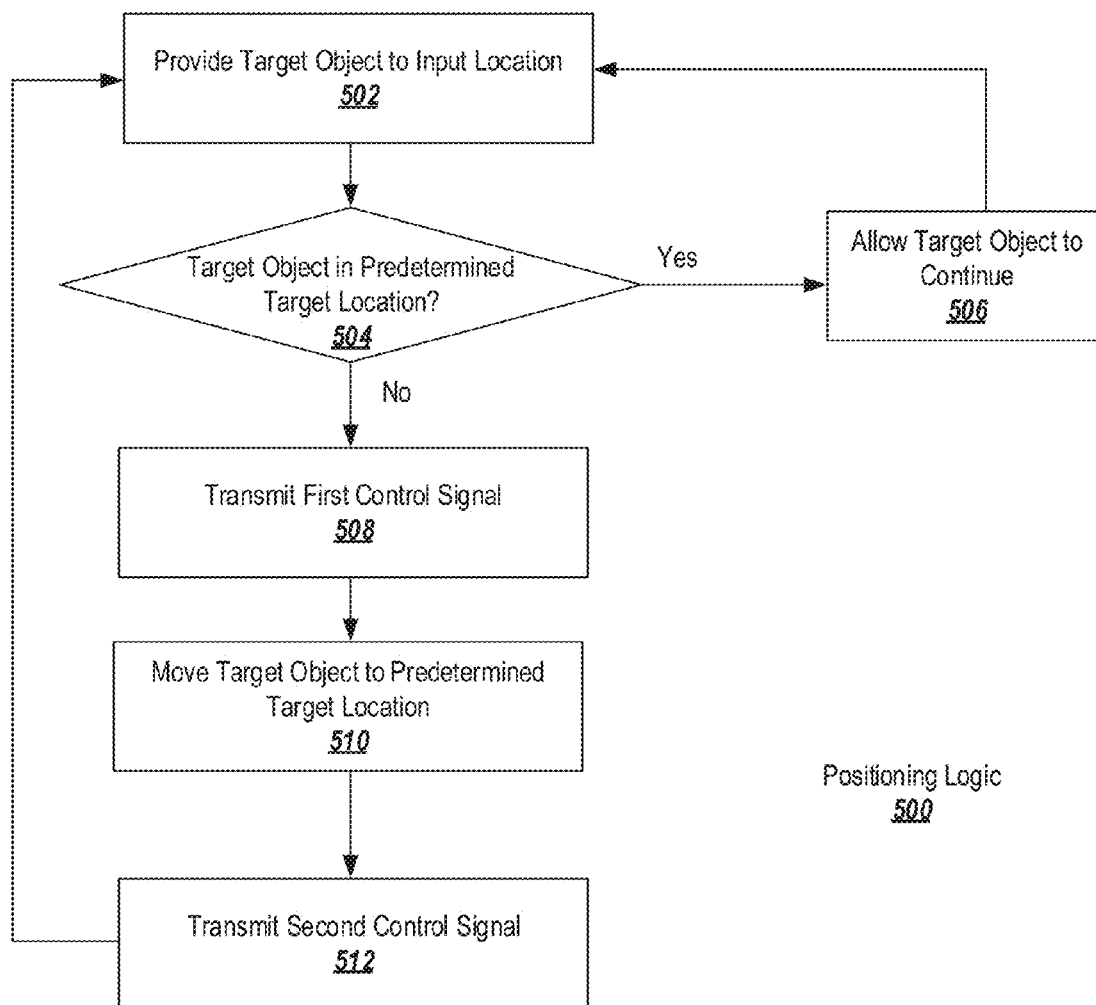 Provide Target Object to Input Location
502
Target Object in Predetermined
Target Location?
504
Yes
Allow Target Object to
Continue
506
No
Transmit First Control Signal
508
Move Target Object to Predetermined
Target Location
510
Positioning Logic
500
Transmit Second Control Signal
512